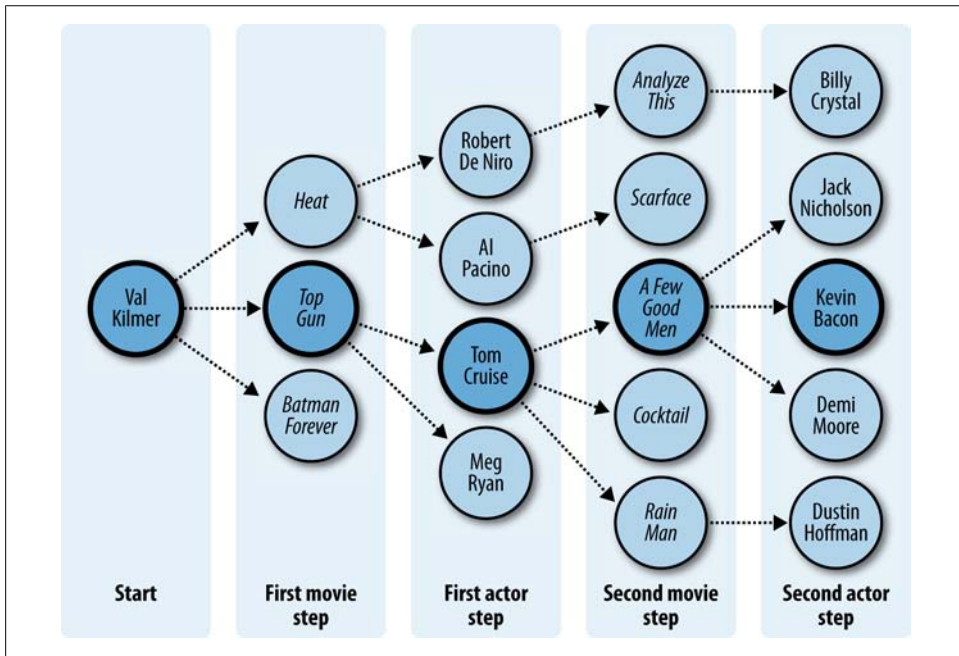 Val
Kilmer
Start
Heat
Top
Gun
Batman
Forever
First movie
step
Robert
De Niro
Al
Pacino
Tom
Cruise
Meg
Ryan
First actor
step
Analyze
This
Scarface
A Few
Good
Men
Cocktail
Rain
Man
Second movie
step
Billy
Crystal
Jack
Nicholson
Kevin
Bacon
Demi
Moore
Dustin
Hoffman
Second actor
step